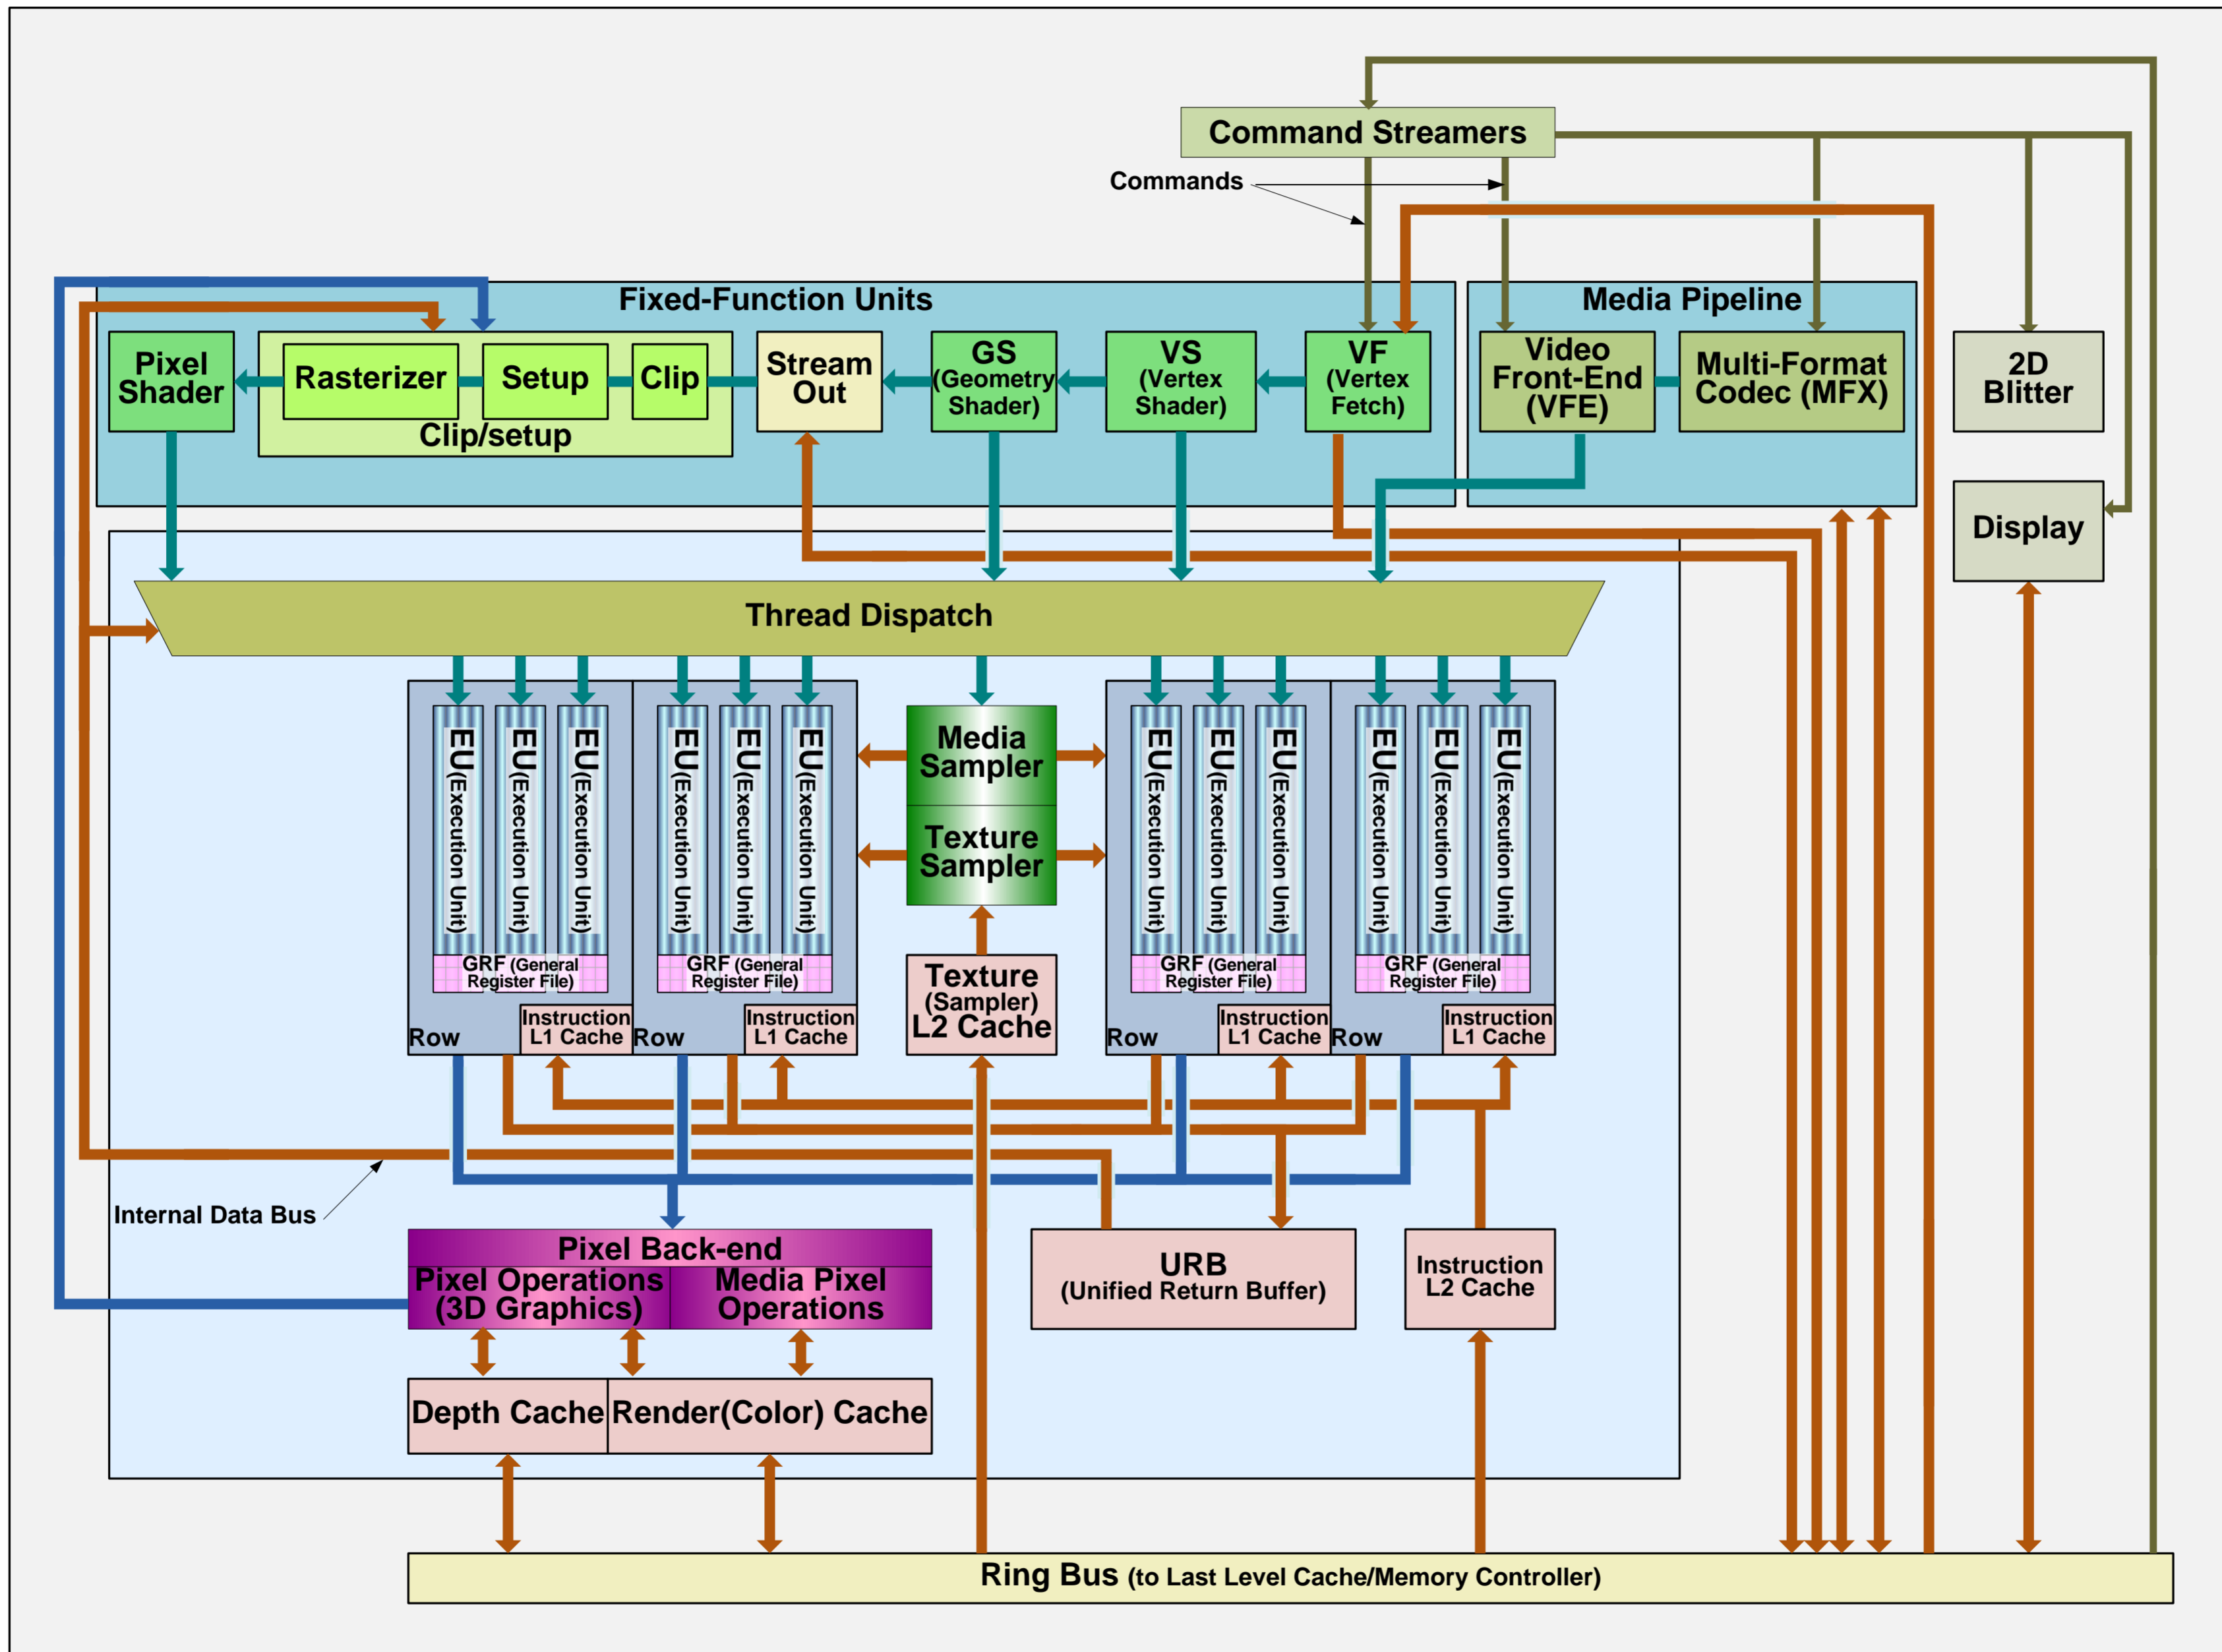 Command Streamers
Commands
Fixed-Function Units
Media Pipeline
Pixel
Shader
Rasterizer
Setup
Clip
Clip/setup
Stream
Out
GS
(Geometry
Shader)
VS
(Vertex
Shader)
VF
(Vertex
Fetch)
Video
Front-End
(VFE)
Multi-Format
Codec (MFX)
2D
Blitter
Display
Thread Dispatch
EU(Execution Unit)
EU(Execution Unit)
EU(Execution Unit)
GRF (General
Register File)
Row
Instruction
L1 Cache
EU(Execution Unit)
EU(Execution Unit)
EU(Execution Unit)
GRF (General
Register File)
Row
Instruction
L1 Cache
Media
Sampler
Texture
Sampler
Texture
(Sampler)
L2 Cache
EU(Execution Unit)
EU(Execution Unit)
EU(Execution Unit)
GRF (General
Register File)
Row
Instruction
L1 Cache
EU(Execution Unit)
EU(Execution Unit)
EU(Execution Unit)
GRF (General
Register File)
Row
Instruction
L1 Cache
Internal Data Bus
Pixel Back-end
Pixel Operations
(3D Graphics)
Media Pixel
Operations
URB
(Unified Return Buffer)
Instruction
L2 Cache
Depth Cache
Render(Color) Cache
Ring Bus (to Last Level Cache/Memory Controller)